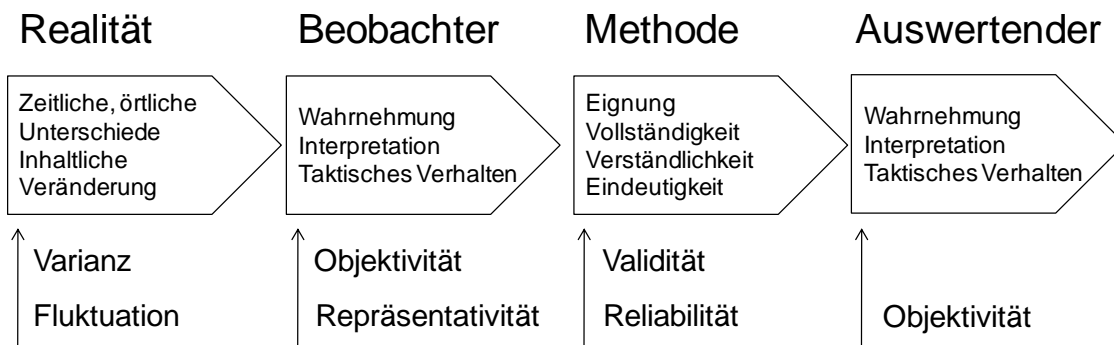 Realität
Beobachter
Methode
Auswertender
Zeitliche, örtliche
Unterschiede
Inhaltliche
Veränderung
Wahrnehmung
Interpretation
Taktisches Verhalten
Eignung
Vollständigkeit
Verständlichkeit
Eindeutigkeit
Wahrnehmung
Interpretation
Taktisches Verhalten
Varianz
Fluktuation
Objektivität
Repräsentativität
Validität
Reliabilität
Objektivität